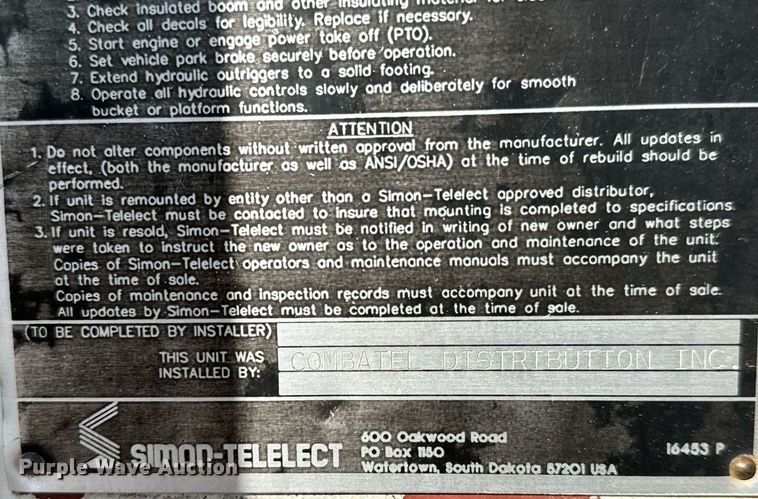 3. Check insulated boom and other insulating material for
4. Check all decals for legibility. Replace if necessary.
5. Start engine or engage power take off (PTO).
6. Set vehicle park brake securely before operation.
7. Extend hydraulic outriggers to a solid footing.
8. Operate all hydraulic controls slowly and deliberately for smooth
bucket or platform functions.
ATTENTION
1. Do not alter components without written approval from the manufacturer. All updates in
effect, (both the manufacturer as well as ANSI/OSHA) at the time of rebuild should be
performed.
2. If unit is remounted by entity other than a Simon-Telelect approved distributor,
Simon-Telelect must be contacted to insure that mounting is completed to specifications.
3. If unit is resold, Simon-Telelect must be notified in writing of new owner and what steps
were taken to instruct the new owner as to the operation and maintenance of the unit.
Copies of Simon-Telelect operators and maintenance manuals must accompany the unit
at the time of sale.
Copies of maintenance and inspection records must accompany unit at the time of sale.
All updates by Simon-Telelect must be completed at the time of sale.
(TO BE COMPLETED BY INSTALLER)
THIS UNIT WAS
INSTALLED BY:
COMBATEL DISTRIBUTION INC.
SIMON-TELELECT
600 Oakwood Road
PO Box 1150
Watertown, South Dakota 57201 USA
16453 P
Purple Wave Auction